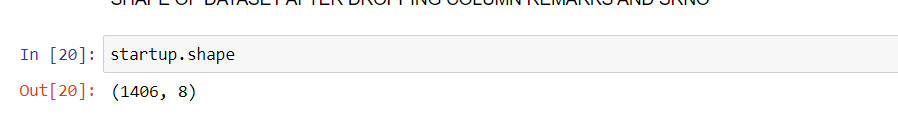 SHAPE OF DATASET AFTER DROPPING COLUMN REMARKS AND SRNO
In [20]: startup.shape
Out[20]: (1406, 8)